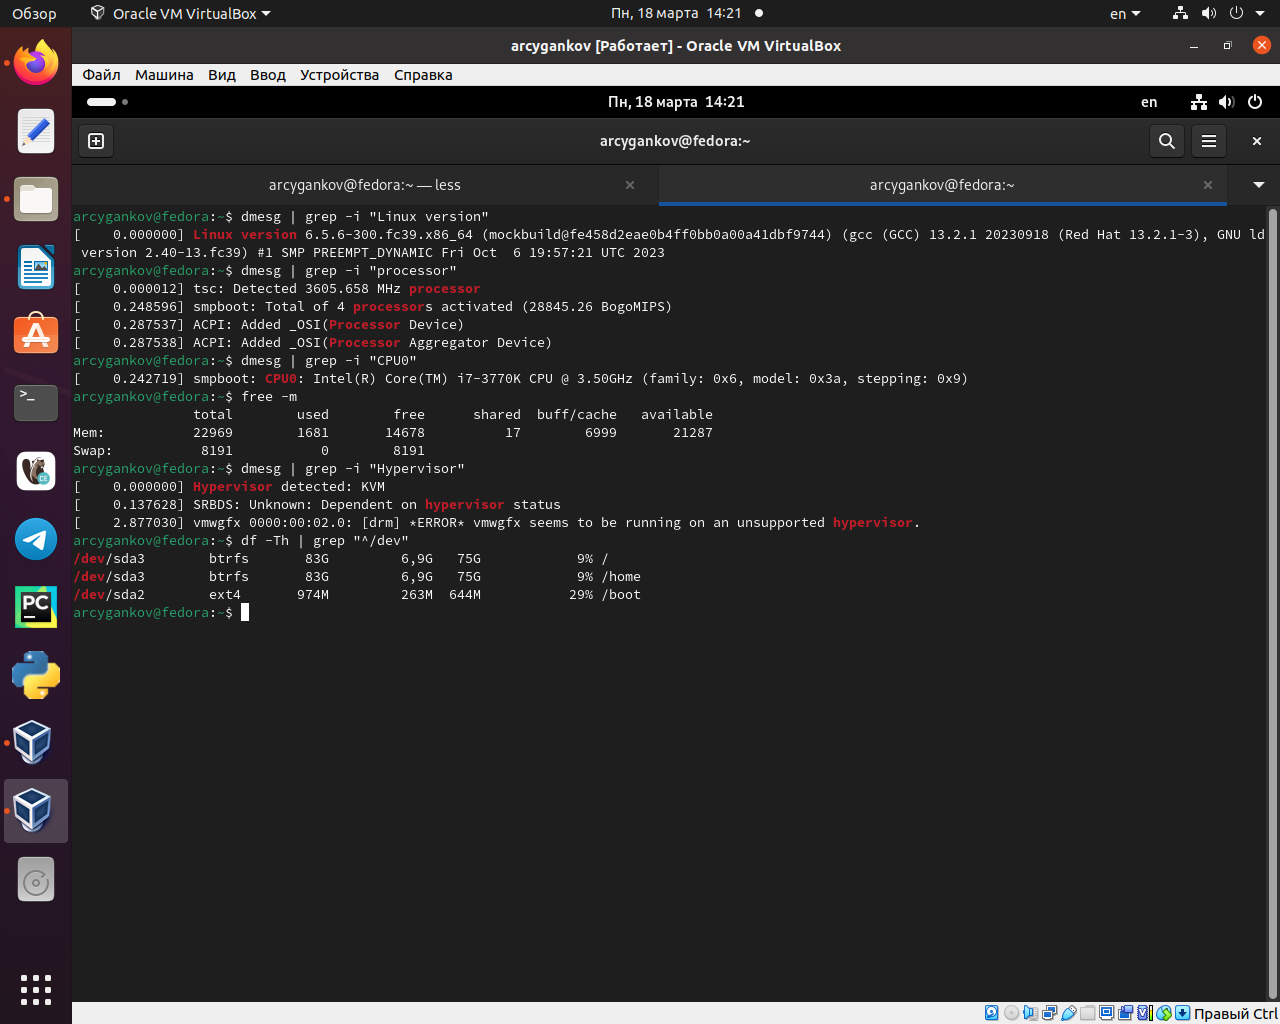 Обзор Oracle VM VirtualBox Пн, 18 марта 14:21 en
arcygankov [Работает] - Oracle VM VirtualBox
Файл Машина Вид Ввод Устройства Справка
Пн, 18 марта 14:21 en
arcygankov@fedora:~
arcygankov@fedora:~ — less arcygankov@fedora:~
arcygankov@fedora:~$ dmesg | grep -i "Linux version"
[    0.000000] Linux version 6.5.6-300.fc39.x86_64 (mockbuild@fe458d2eae0b4ff0bb0a00a41dbf9744) (gcc (GCC) 13.2.1 20230918 (Red Hat 13.2.1-3), GNU ld
 version 2.40-13.fc39) #1 SMP PREEMPT_DYNAMIC Fri Oct  6 19:57:21 UTC 2023
arcygankov@fedora:~$ dmesg | grep -i "processor"
[    0.000012] tsc: Detected 3605.658 MHz processor
[    0.248596] smpboot: Total of 4 processors activated (28845.26 BogoMIPS)
[    0.287537] ACPI: Added _OSI(Processor Device)
[    0.287538] ACPI: Added _OSI(Processor Aggregator Device)
arcygankov@fedora:~$ dmesg | grep -i "CPU0"
[    0.242719] smpboot: CPU0: Intel(R) Core(TM) i7-3770K CPU @ 3.50GHz (family: 0x6, model: 0x3a, stepping: 0x9)
arcygankov@fedora:~$ free -m
               total        used        free      shared  buff/cache   available
Mem:           22969        1681       14678          17        6999       21287
Swap:           8191           0        8191
arcygankov@fedora:~$ dmesg | grep -i "Hypervisor"
[    0.000000] Hypervisor detected: KVM
[    0.137628] SRBDS: Unknown: Dependent on hypervisor status
[    2.877030] vmwgfx 0000:00:02.0: [drm] *ERROR* vmwgfx seems to be running on an unsupported hypervisor.
arcygankov@fedora:~$ df -Th | grep "^/dev"
/dev/sda3        btrfs       83G         6,9G   75G            9% /
/dev/sda3        btrfs       83G         6,9G   75G            9% /home
/dev/sda2        ext4       974M         263M  644M           29% /boot
arcygankov@fedora:~$
Правый Ctrl